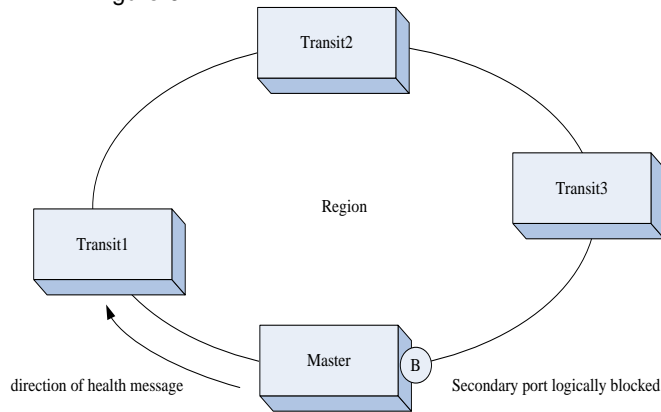 Transit2
Transit3
Region
Transit1
Master
B
direction of health message
Secondary port logically blocked